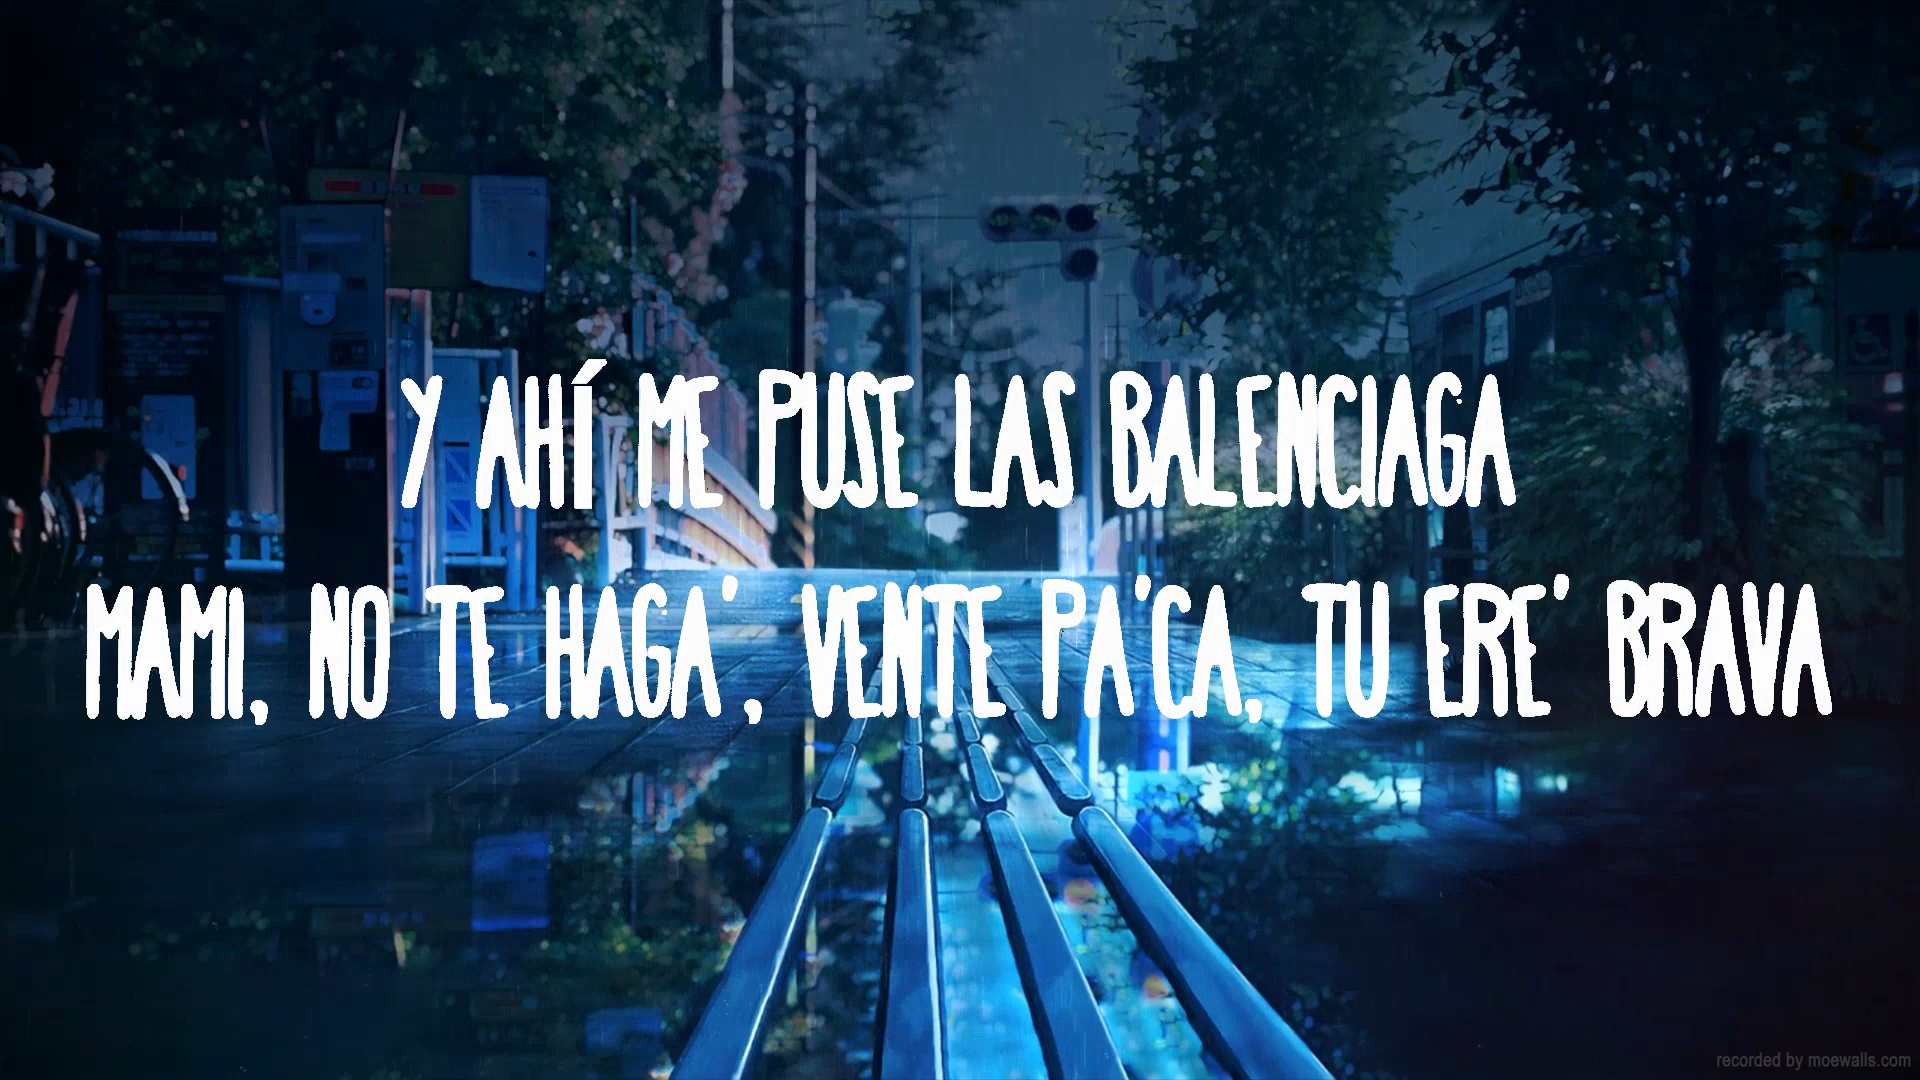 Y AHÍ ME PUSE LAS BALENCIAGA
MAMI, NO TE HAGA', VENTE PA'CA, TU ERE' BRAVA
recorded by moewalls.com